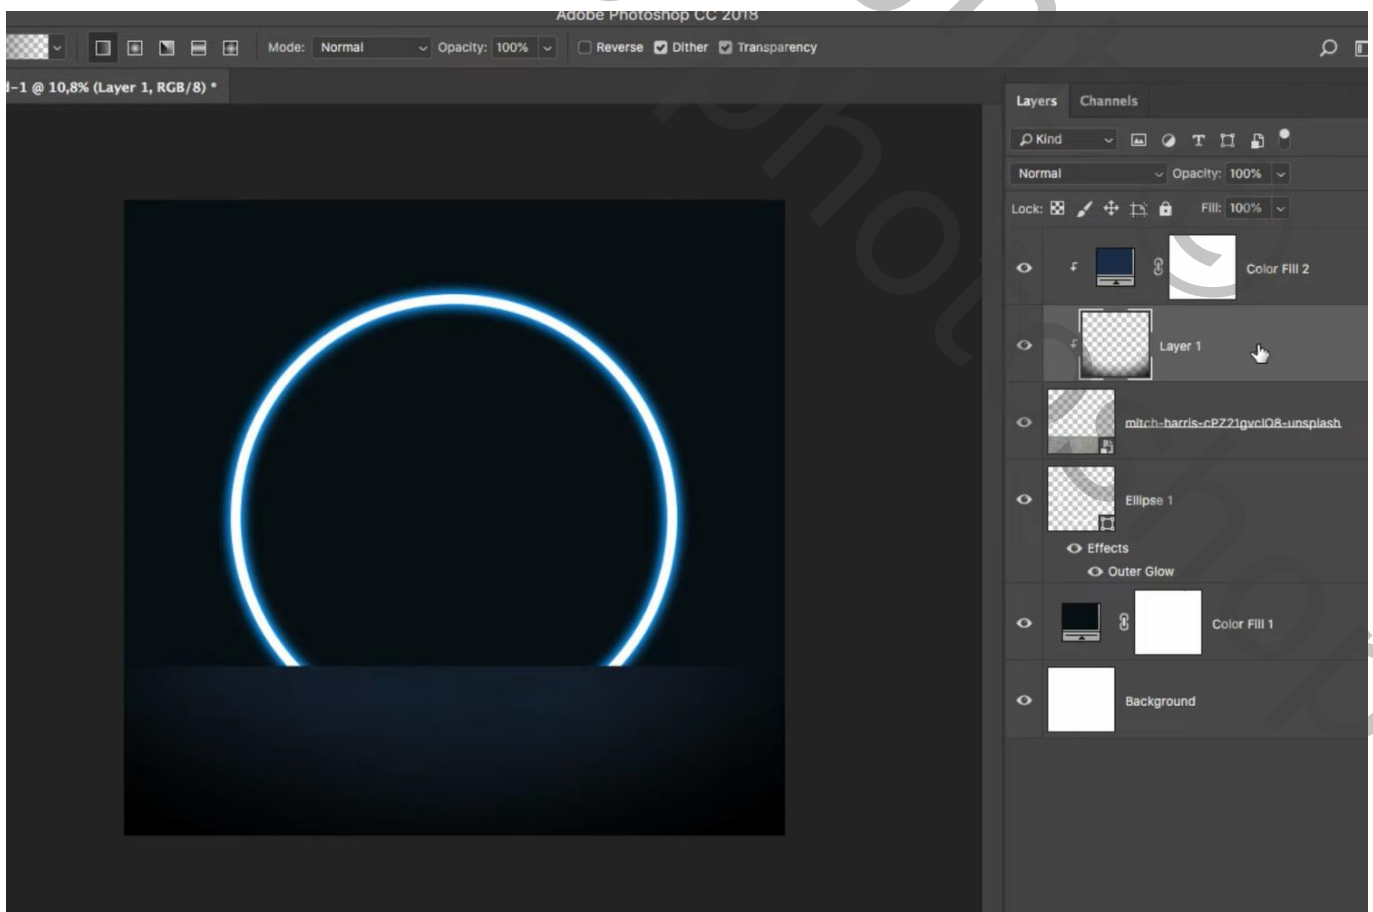 Adobe Photoshop CC 2018
Mode: Normal Opacity: 100% Reverse Dither Transparency
d-1 @ 10,8% (Layer 1, RGB/8) *
Layers Channels
Kind
Normal Opacity: 100%
Lock: Fill: 100%
Color Fill 2
Layer 1
mitch-harris-cPZ21gvclQ8-unsplash
Ellipse 1
Effects
Outer Glow
Color Fill 1
Background